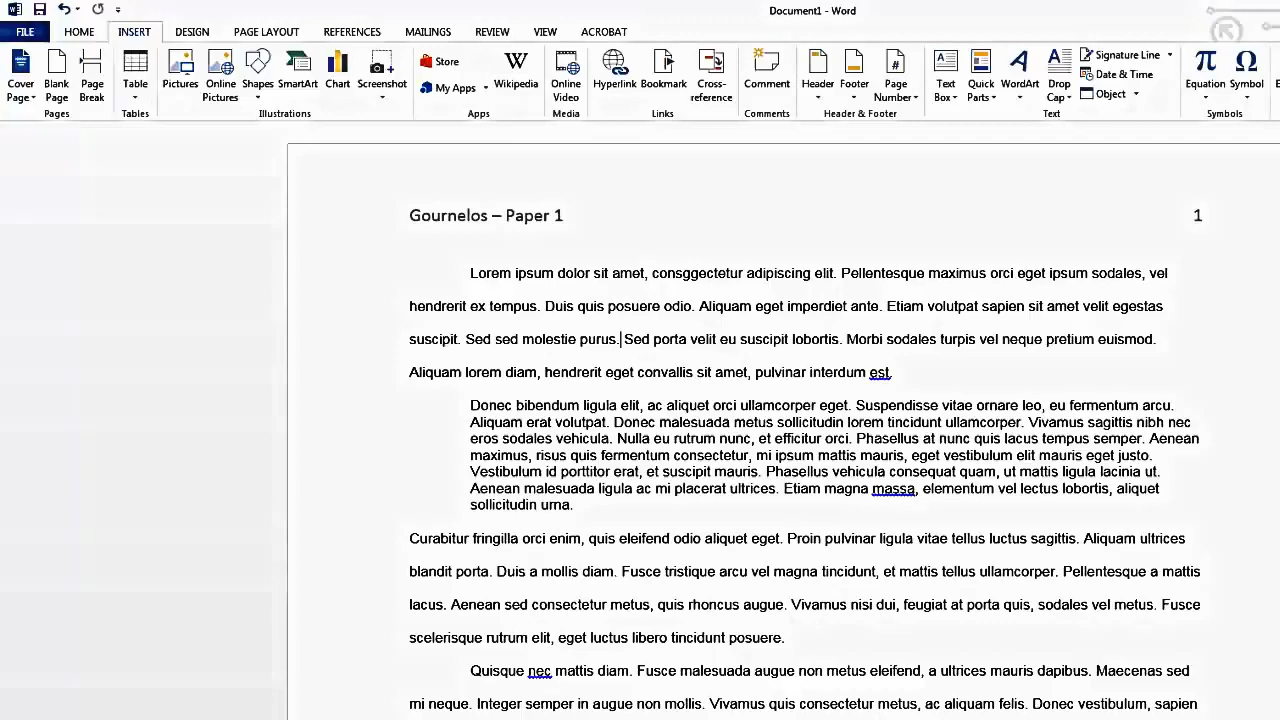 Document1 - Word
FILE HOME INSERT DESIGN PAGE LAYOUT REFERENCES MAILINGS REVIEW VIEW ACROBAT
Cover Page
Blank Page
Page Break
Pages
Table
Tables
Pictures
Online Pictures
Shapes
SmartArt
Chart
Screenshot
Illustrations
Store
My Apps
Wikipedia
Apps
Online Video
Media
Hyperlink
Bookmark
Cross-reference
Links
Comment
Comments
Header
Footer
Page Number
Header & Footer
Text Box
Quick Parts
WordArt
Drop Cap
Signature Line
Date & Time
Object
Text
Equation
Symbol
Symbols
Gournelos – Paper 1 1
Lorem ipsum dolor sit amet, consggectetur adipiscing elit. Pellentesque maximus orci eget ipsum sodales, vel
hendrerit ex tempus. Duis quis posuere odio. Aliquam eget imperdiet ante. Etiam volutpat sapien sit amet velit egestas
suscipit. Sed sed molestie purus. Sed porta velit eu suscipit lobortis. Morbi sodales turpis vel neque pretium euismod.
Aliquam lorem diam, hendrerit eget convallis sit amet, pulvinar interdum est.
Donec bibendum ligula elit, ac aliquet orci ullamcorper eget. Suspendisse vitae ornare leo, eu fermentum arcu.
Aliquam erat volutpat. Donec malesuada metus sollicitudin lorem tincidunt ullamcorper. Vivamus sagittis nibh nec
eros sodales vehicula. Nulla eu rutrum nunc, et efficitur orci. Phasellus at nunc quis lacus tempus semper. Aenean
maximus, risus quis fermentum consectetur, mi ipsum mattis mauris, eget vestibulum elit mauris eget justo.
Vestibulum id porttitor erat, et suscipit mauris. Phasellus vehicula consequat quam, ut mattis ligula lacinia ut.
Aenean malesuada ligula ac mi placerat ultrices. Etiam magna massa, elementum vel lectus lobortis, aliquet
sollicitudin urna.
Curabitur fringilla orci enim, quis eleifend odio aliquet eget. Proin pulvinar ligula vitae tellus luctus sagittis. Aliquam ultrices
blandit porta. Duis a mollis diam. Fusce tristique arcu vel magna tincidunt, et mattis tellus ullamcorper. Pellentesque a mattis
lacus. Aenean sed consectetur metus, quis rhoncus augue. Vivamus nisi dui, feugiat at porta quis, sodales vel metus. Fusce
scelerisque rutrum elit, eget luctus libero tincidunt posuere.
Quisque nec mattis diam. Fusce malesuada augue non metus eleifend, a ultrices mauris dapibus. Maecenas sed
mi neque. Integer semper in augue non mollis. Vivamus quis consectetur metus, ac aliquam felis. Donec vestibulum, sapien